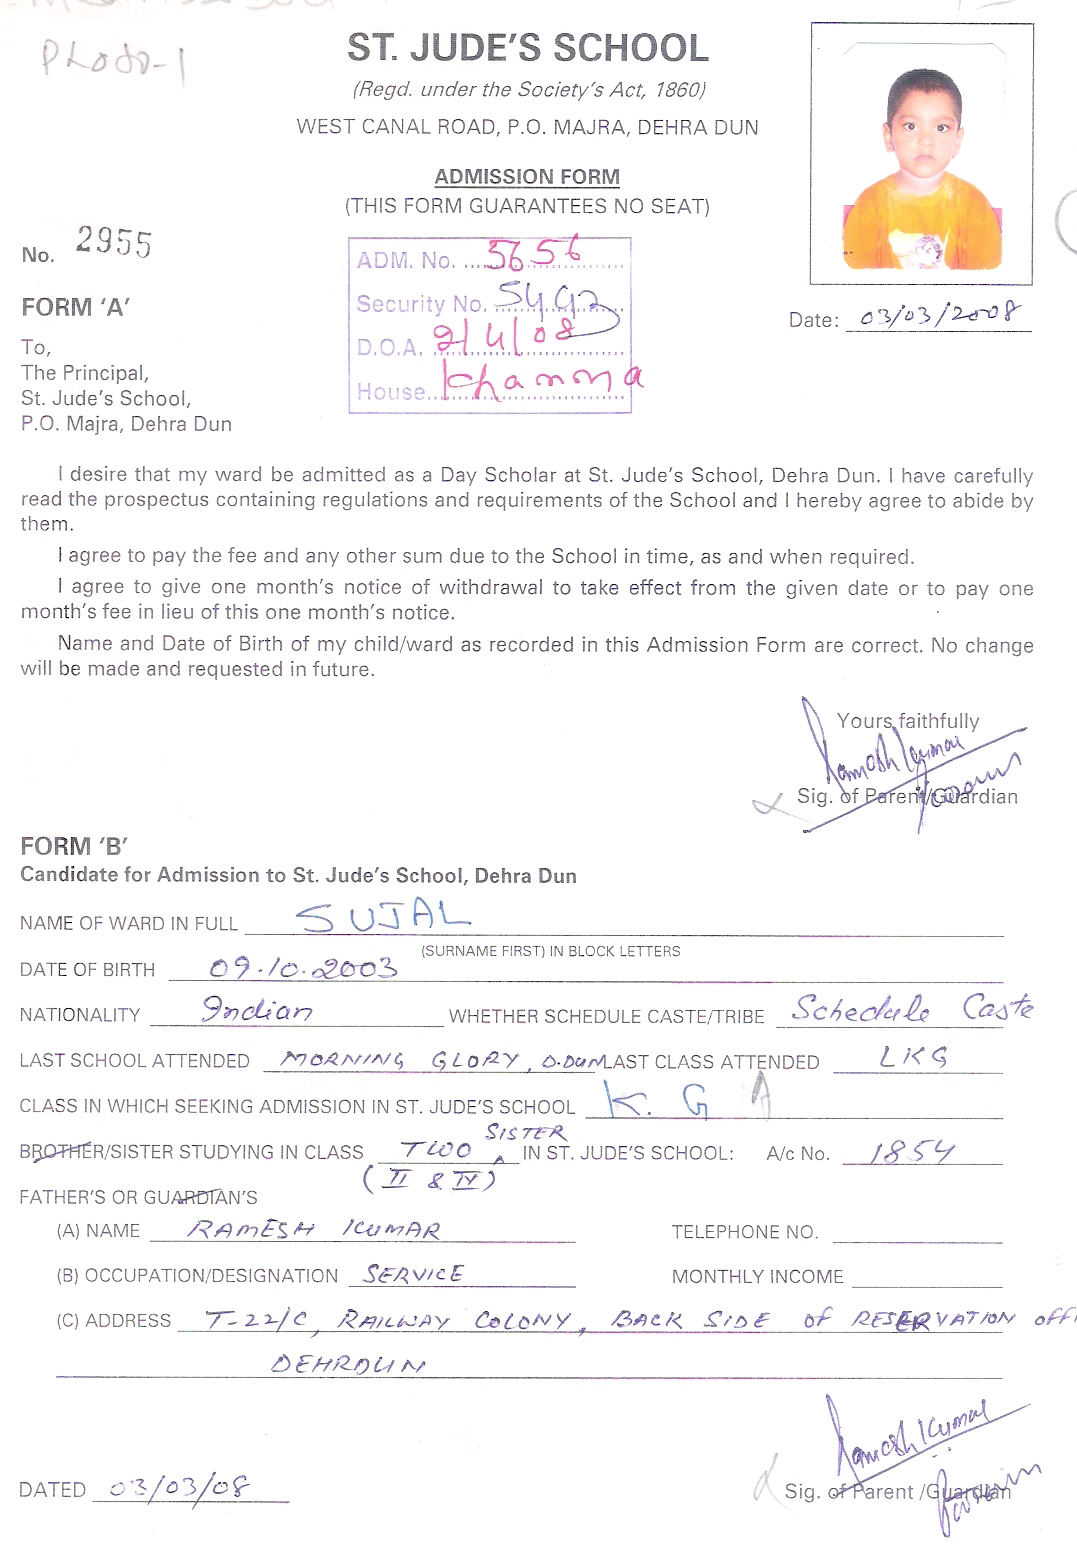 Photo-1
ST. JUDE'S SCHOOL
(Regd. under the Society's Act, 1860)
WEST CANAL ROAD, P.O. MAJRA, DEHRA DUN
ADMISSION FORM
(THIS FORM GUARANTEES NO SEAT)
No. 2955
ADM. No. 5656
Security No. 5492
D.O.A. 2/4/08
House Khanna
FORM 'A'
Date: 03/03/2008
To,
The Principal,
St. Jude's School,
P.O. Majra, Dehra Dun
I desire that my ward be admitted as a Day Scholar at St. Jude's School, Dehra Dun. I have carefully
read the prospectus containing regulations and requirements of the School and I hereby agree to abide by
them.
I agree to pay the fee and any other sum due to the School in time, as and when required.
I agree to give one month's notice of withdrawal to take effect from the given date or to pay one
month's fee in lieu of this one month's notice.
Name and Date of Birth of my child/ward as recorded in this Admission Form are correct. No change
will be made and requested in future.
Yours faithfully
Ramesh Kumar
Sig. of Parent/Guardian
FORM 'B'
Candidate for Admission to St. Jude's School, Dehra Dun
NAME OF WARD IN FULL SUJAL
(SURNAME FIRST) IN BLOCK LETTERS
DATE OF BIRTH 09.10.2003
NATIONALITY Indian WHETHER SCHEDULE CASTE/TRIBE Schedule Caste
LAST SCHOOL ATTENDED MORNING GLORY, D.DUN LAST CLASS ATTENDED LKG
CLASS IN WHICH SEEKING ADMISSION IN ST. JUDE'S SCHOOL K.G A
SISTER
BROTHER/SISTER STUDYING IN CLASS TWO IN ST. JUDE'S SCHOOL: A/c No. 1854
(II & IV)
FATHER'S OR GUARDIAN'S
(A) NAME RAMESH KUMAR TELEPHONE NO.
(B) OCCUPATION/DESIGNATION SERVICE MONTHLY INCOME
(C) ADDRESS T-22/C, RAILWAY COLONY, BACK SIDE of RESERVATION offi
DEHRDUN
Ramesh Kumar
DATED 03/03/08 Sig. of Parent /Guardian